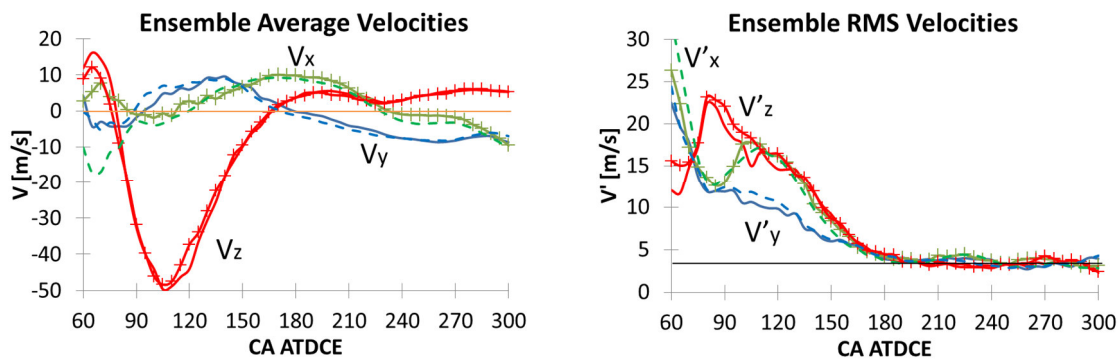 Ensemble Average Velocities
V [m/s]
20
10
0
-10
-20
-30
-40
-50
Vx
Vy
Vz
60 90 120 150 180 210 240 270 300
CA ATDCE
Ensemble RMS Velocities
V' [m/s]
30
25
20
15
10
5
0
V'x
V'z
V'y
60 90 120 150 180 210 240 270 300
CA ATDCE